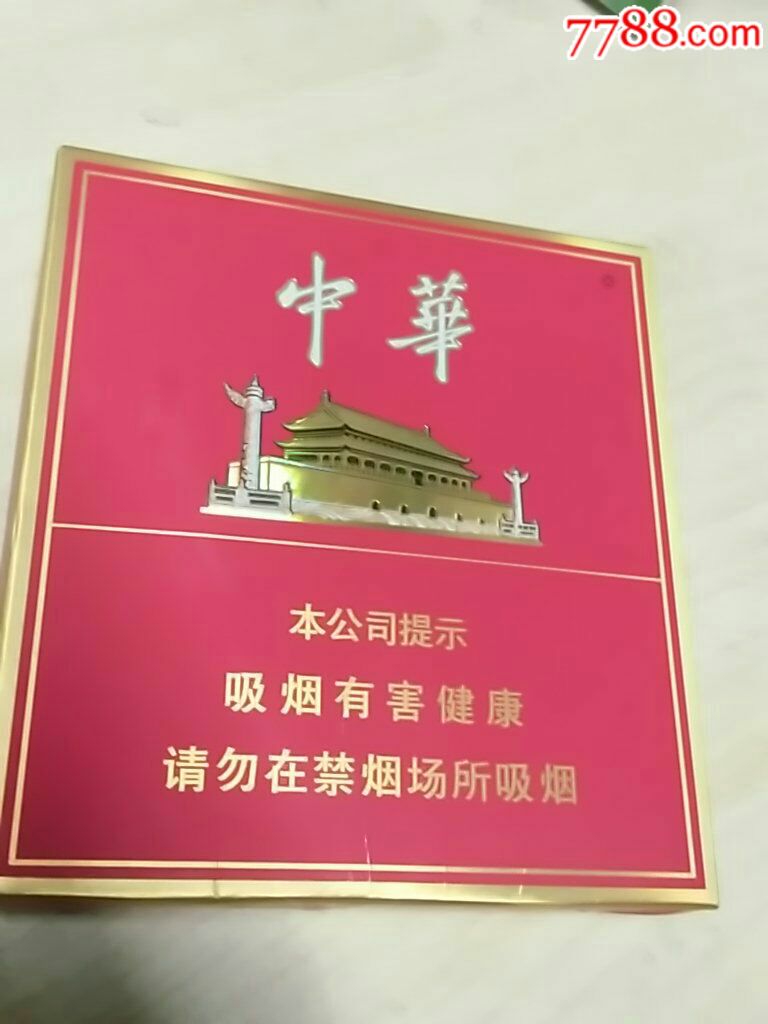 7788.com
中華
本公司提示
吸烟有害健康
请勿在禁烟场所吸烟